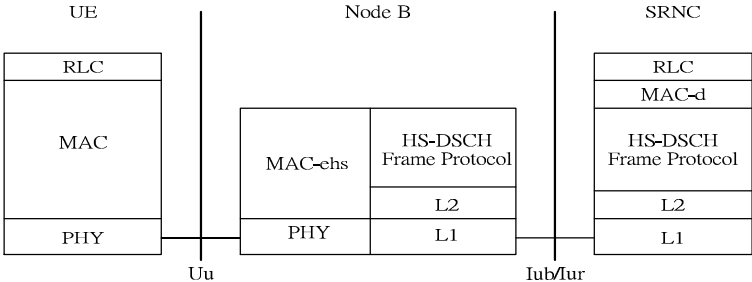 UE Node B SRNC
RLC RLC
MAC-d
MAC MAC-ehs HS-DSCH Frame Protocol HS-DSCH Frame Protocol
L2 L2
PHY PHY L1 L1
Uu Iub/Iur